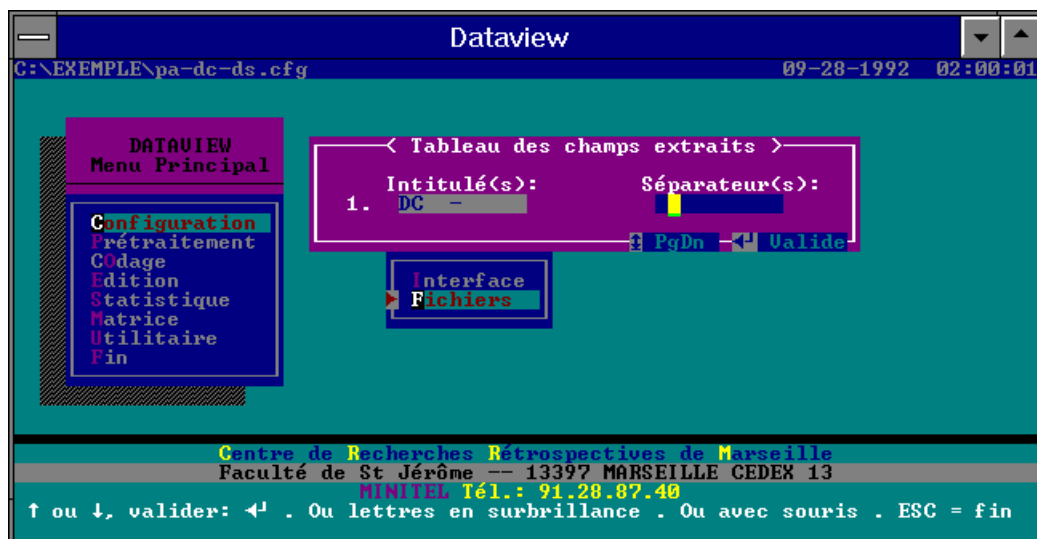 Dataview
C:\EXEMPLE\pa-dc-ds.cfg 09-28-1992 02:00:01
DATAVIEW
Menu Principal
Configuration
Prétraitement
COdage
Edition
Statistique
Matrice
Utilitaire
Fin
< Tableau des champs extraits >
Intitulé(s): Séparateur(s):
1. DC -
PgDn Valide
Interface
Fichiers
Centre de Recherches Rétrospectives de Marseille
Faculté de St Jérôme -- 13397 MARSEILLE CEDEX 13
MINITEL Tél.: 91.28.87.40
↑ ou ↓, valider: ◄┘ . Ou lettres en surbrillance . Ou avec souris . ESC = fin